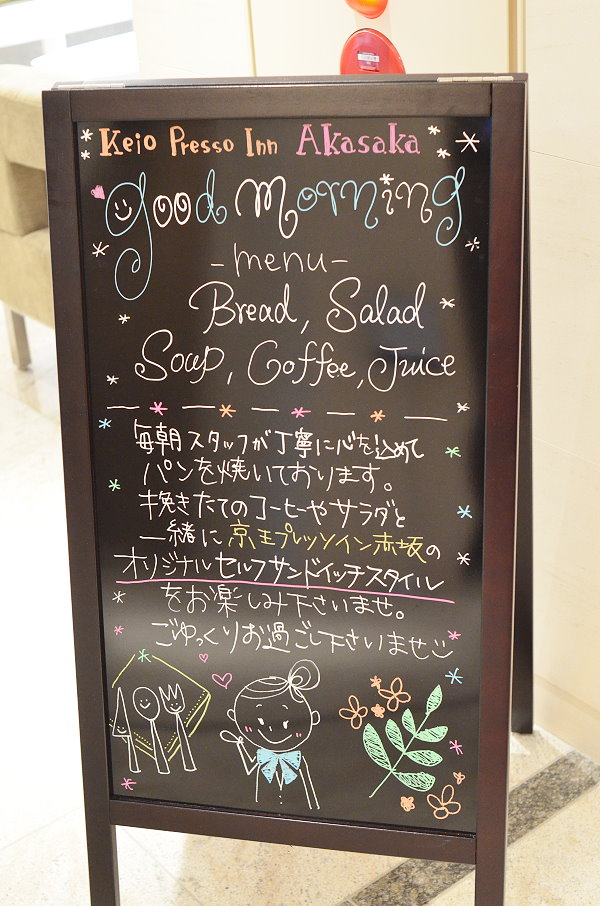 Keio Presso Inn Akasaka
good morning
-menu-
Bread, Salad
Soup, Coffee, Juice
毎朝スタッフが丁寧に心を込めて
パンを焼いております。
挽きたてのコーヒーやサラダと
一緒に京王プレッソイン赤坂の
オリジナルセルフサンドイッチスタイル
をお楽しみ下さいませ。
ごゆっくりお過ごし下さいませ